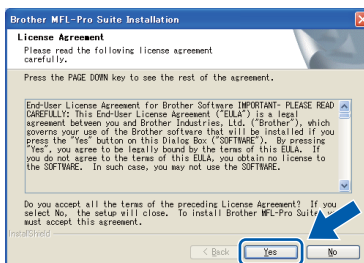 Brother MFL-Pro Suite Installation
License Agreement
Please read the following license agreement
carefully.
Press the PAGE DOWN key to see the rest of the agreement.
End-User License Agreement for Brother Software IMPORTANT- PLEASE READ
CAREFULLY: This End-User License Agreement ("EULA") is a legal
agreement between you and Brother Industries, Ltd. ("Brother"), which
governs your use of the Brother software that will be installed if you
press the "Yes" button on this Dialog Box ("SOFTWARE"). By pressing
"Yes", you agree to be legally bound by the terms of this EULA. If
you do not agree to the terms of this EULA, you obtain no license to
the SOFTWARE. In such case, you may not use the SOFTWARE.
Do you accept all the terms of the preceding License Agreement? If you
select No, the setup will close. To install Brother MFL-Pro Suite,
must accept this agreement.
InstallShield
< Back
Yes
No